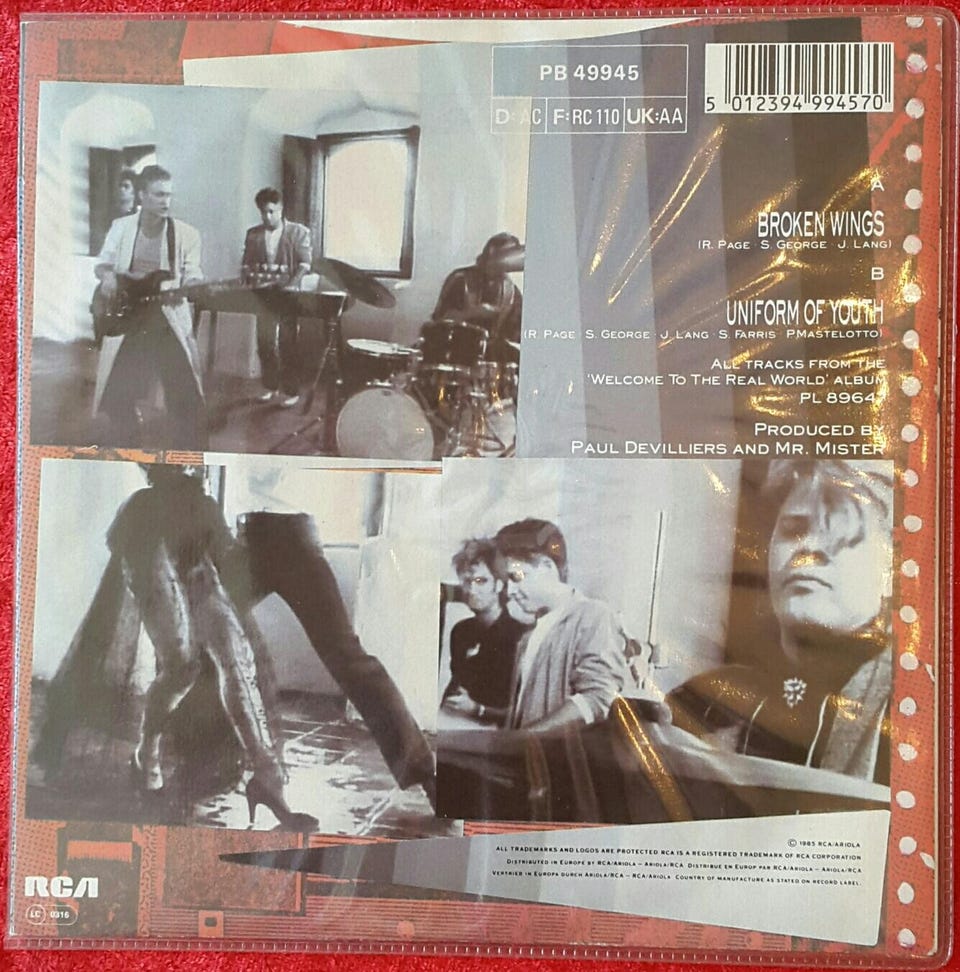 PB 49945
D: AC F: RC 110 UK: AA
5 012394 994570
A
BROKEN WINGS
(R. PAGE · S. GEORGE · J. LANG)
B
UNIFORM OF YOUTH
(R. PAGE · S. GEORGE · J. LANG · S. FARRIS · P. MASTELOTTO)
ALL TRACKS FROM THE
'WELCOME TO THE REAL WORLD' ALBUM
PL 8964
PRODUCED BY
PAUL DEVILLIERS AND MR. MISTER
© 1985 RCA/ARIOLA
ALL TRADEMARKS AND LOGOS ARE PROTECTED. RCA IS A REGISTERED TRADEMARK OF RCA CORPORATION
DISTRIBUTED IN EUROPE BY RCA/ARIOLA – ARIOLA/RCA DISTRIBUE EN EUROP PAR RCA/ARIOLA – ARIOLA/RCA
VERTRIEB IN EUROPA DURCH ARIOLA/RCA – RCA/ARIOLA COUNTRY OF MANUFACTURE AS STATED ON RECORD LABEL.
RCA
LC 0316